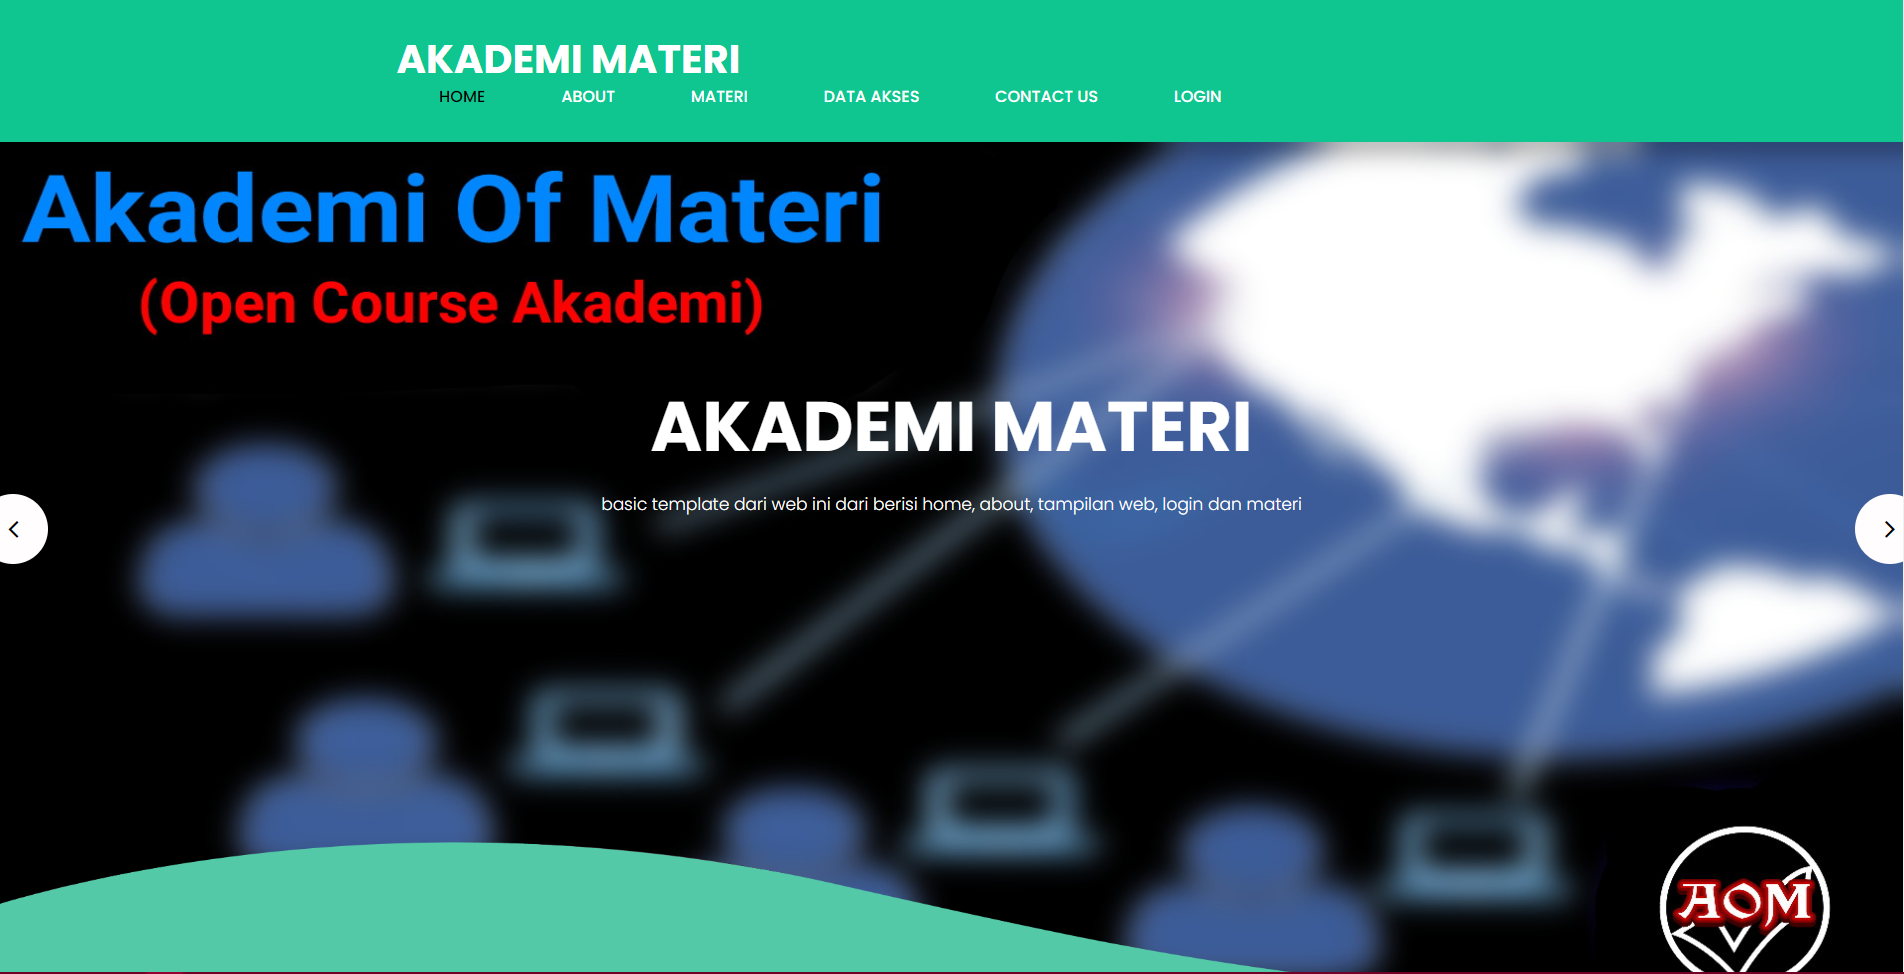 AKADEMI MATERI
HOME ABOUT MATERI DATA AKSES CONTACT US LOGIN
Akademi Of Materi
(Open Course Akademi)
AKADEMI MATERI
basic template dari web ini dari berisi home, about, tampilan web, login dan materi
AOM